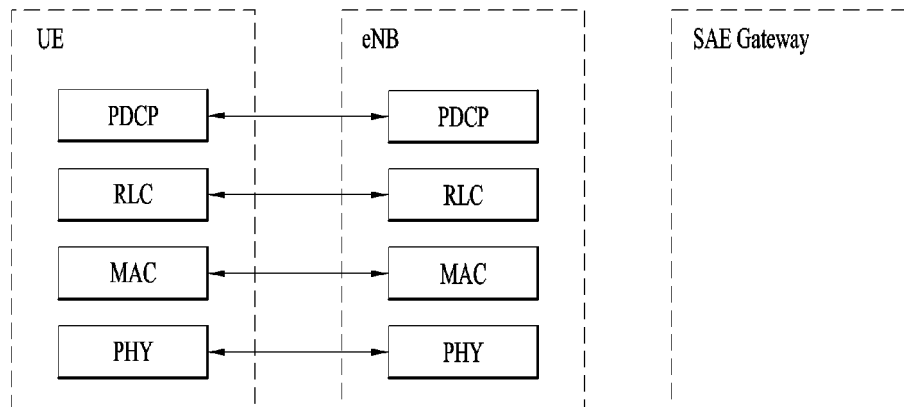 UE eNB SAE Gateway
PDCP PDCP
RLC RLC
MAC MAC
PHY PHY